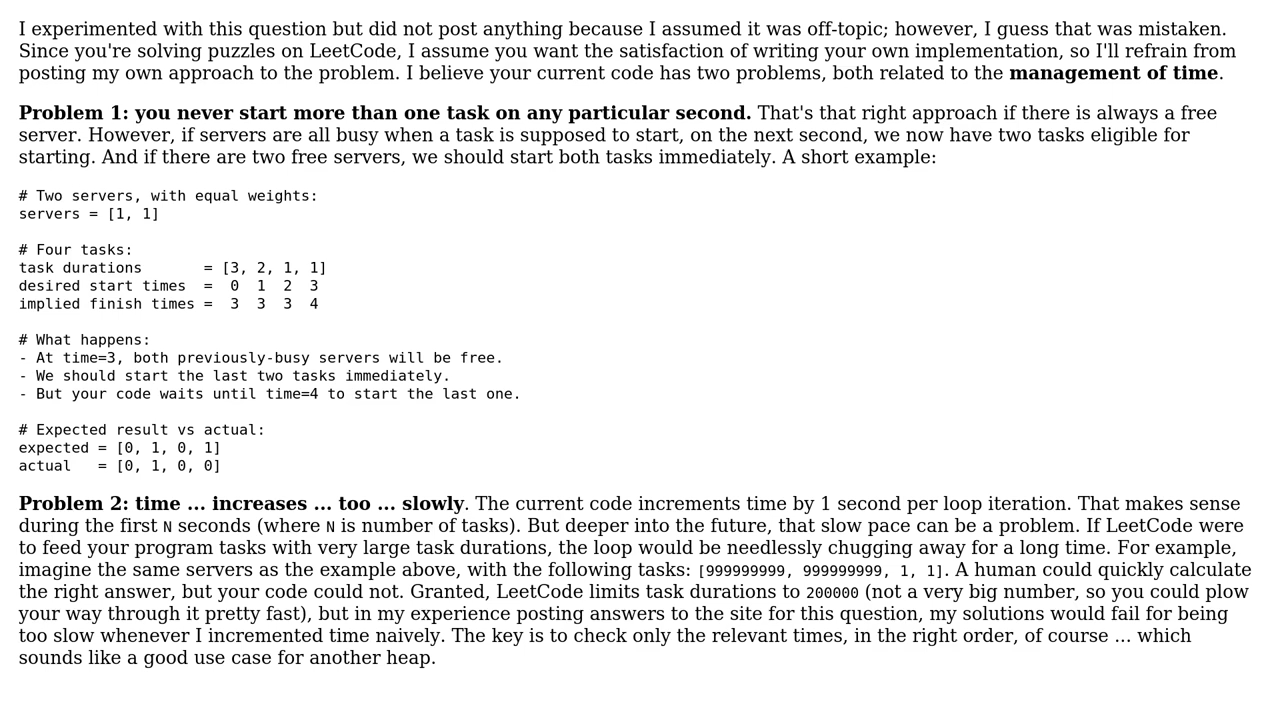 I experimented with this question but did not post anything because I assumed it was off-topic; however, I guess that was mistaken.
Since you're solving puzzles on LeetCode, I assume you want the satisfaction of writing your own implementation, so I'll refrain from
posting my own approach to the problem. I believe your current code has two problems, both related to the management of time.
Problem 1: you never start more than one task on any particular second. That's that right approach if there is always a free
server. However, if servers are all busy when a task is supposed to start, on the next second, we now have two tasks eligible for
starting. And if there are two free servers, we should start both tasks immediately. A short example:
# Two servers, with equal weights:
servers = [1, 1]
# Four tasks:
task durations       = [3, 2, 1, 1]
desired start times  =  0  1  2  3
implied finish times =  3  3  3  4
# What happens:
- At time=3, both previously-busy servers will be free.
- We should start the last two tasks immediately.
- But your code waits until time=4 to start the last one.
# Expected result vs actual:
expected = [0, 1, 0, 1]
actual   = [0, 1, 0, 0]
Problem 2: time ... increases ... too ... slowly. The current code increments time by 1 second per loop iteration. That makes sense
during the first N seconds (where N is number of tasks). But deeper into the future, that slow pace can be a problem. If LeetCode were
to feed your program tasks with very large task durations, the loop would be needlessly chugging away for a long time. For example,
imagine the same servers as the example above, with the following tasks: [999999999, 999999999, 1, 1]. A human could quickly calculate
the right answer, but your code could not. Granted, LeetCode limits task durations to 200000 (not a very big number, so you could plow
your way through it pretty fast), but in my experience posting answers to the site for this question, my solutions would fail for being
too slow whenever I incremented time naively. The key is to check only the relevant times, in the right order, of course ... which
sounds like a good use case for another heap.